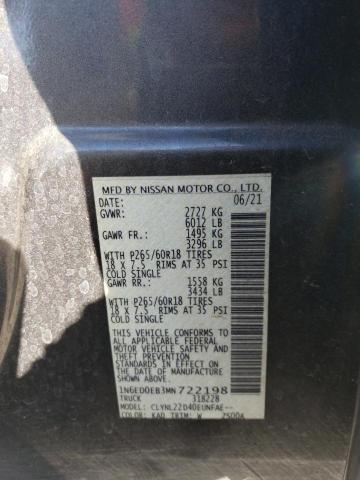 MFD BY NISSAN MOTOR CO., LTD.
DATE: 06/21
GVWR: 2727 KG
6012 LB
GAWR FR.: 1495 KG
3296 LB
WITH P265/60R18 TIRES
18 X 7.5 RIMS AT 35 PSI
COLD SINGLE
GAWR RR.: 1558 KG
3434 LB
WITH P265/60R18 TIRES
18 X 7.5 RIMS AT 35 PSI
COLD SINGLE
THIS VEHICLE CONFORMS TO
ALL APPLICABLE FEDERAL
MOTOR VEHICLE SAFETY AND
THEFT PREVENTION STANDARDS
IN EFFECT ON THE DATE OF
MANUFACTURE SHOWN ABOVE.
1N6ED0EB3MN722198
TRUCK 318228
MODEL: CLYNL22D40EUNFAE--
COLOR: KAD TRIM: W 2500A